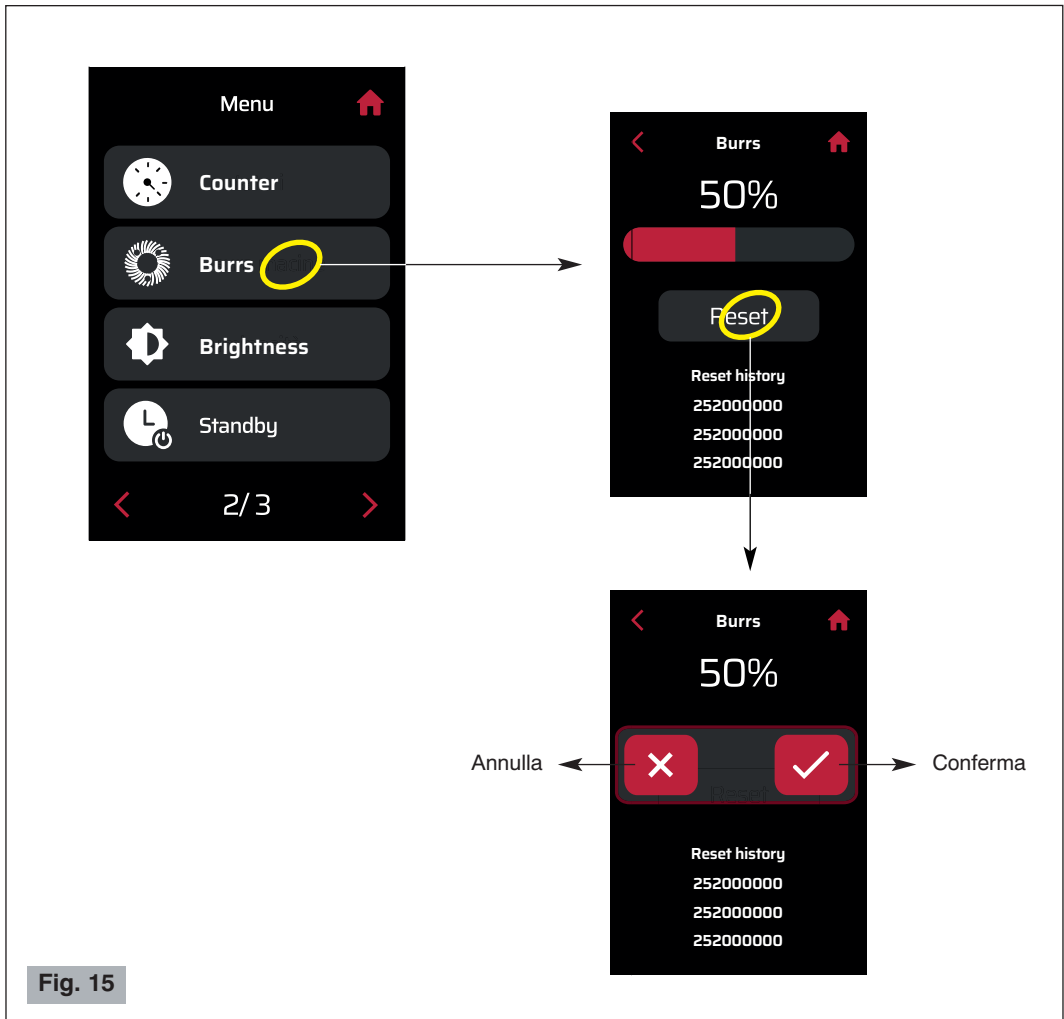 Menu
Counter
Burrs
Brightness
Standby
2/3
Burrs
50%
Reset
Reset history
252000000
252000000
252000000
Burrs
50%
Annulla
Conferma
Reset
Reset history
252000000
252000000
252000000
Fig. 15